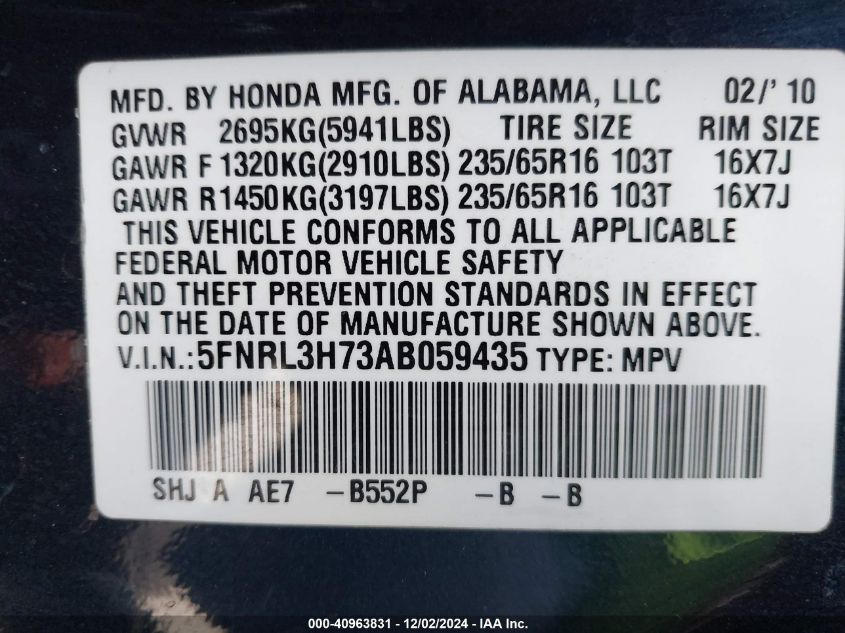 MFD. BY HONDA MFG. OF ALABAMA, LLC 02/' 10
GVWR 2695KG(5941LBS) TIRE SIZE RIM SIZE
GAWR F 1320KG(2910LBS) 235/65R16 103T 16X7J
GAWR R1450KG(3197LBS) 235/65R16 103T 16X7J
THIS VEHICLE CONFORMS TO ALL APPLICABLE
FEDERAL MOTOR VEHICLE SAFETY
AND THEFT PREVENTION STANDARDS IN EFFECT
ON THE DATE OF MANUFACTURE SHOWN ABOVE.
V.I.N.:5FNRL3H73AB059435 TYPE: MPV
SHJ A AE7 -B552P -B -B
000-40963831 - 12/02/2024 - IAA Inc.